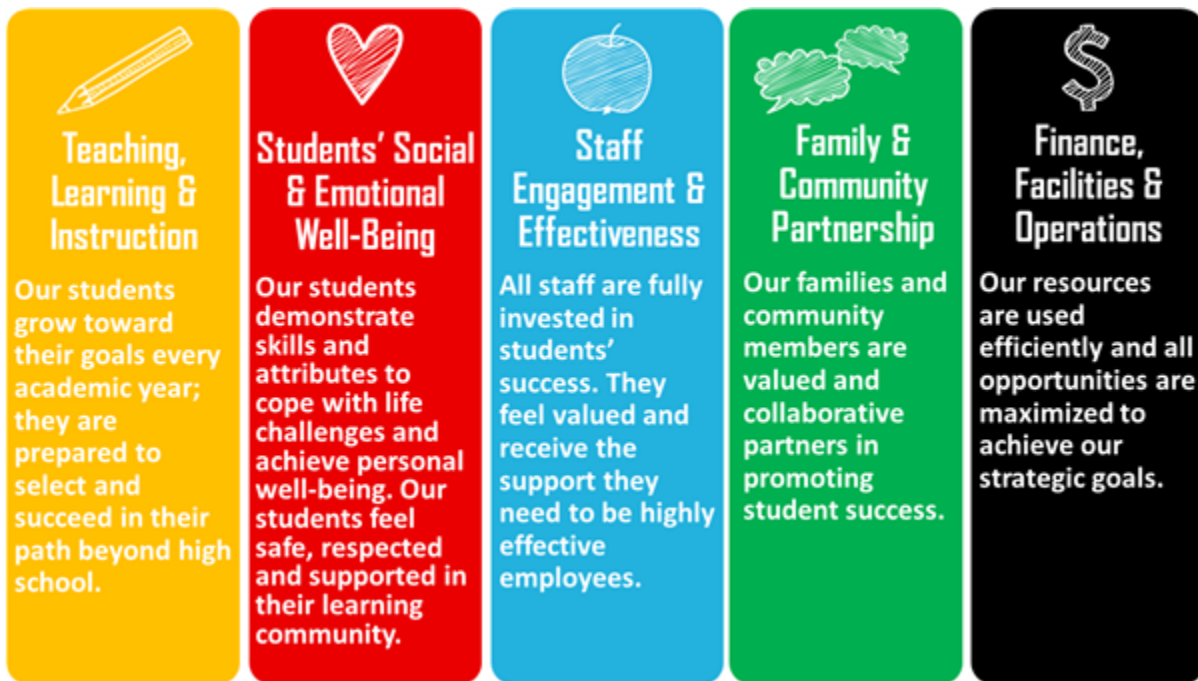 Teaching,
Learning &
Instruction
Our students
grow toward
their goals every
academic year;
they are
prepared to
select and
succeed in their
path beyond high
school.
Students' Social
& Emotional
Well-Being
Our students
demonstrate
skills and
attributes to
cope with life
challenges and
achieve personal
well-being. Our
students feel
safe, respected
and supported in
their learning
community.
Staff
Engagement &
Effectiveness
All staff are fully
invested in
students'
success. They
feel valued and
receive the
support they
need to be highly
effective
employees.
Family &
Community
Partnership
Our families and
community
members are
valued and
collaborative
partners in
promoting
student success.
$
Finance,
Facilities &
Operations
Our resources
are used
efficiently and all
opportunities are
maximized to
achieve our
strategic goals.